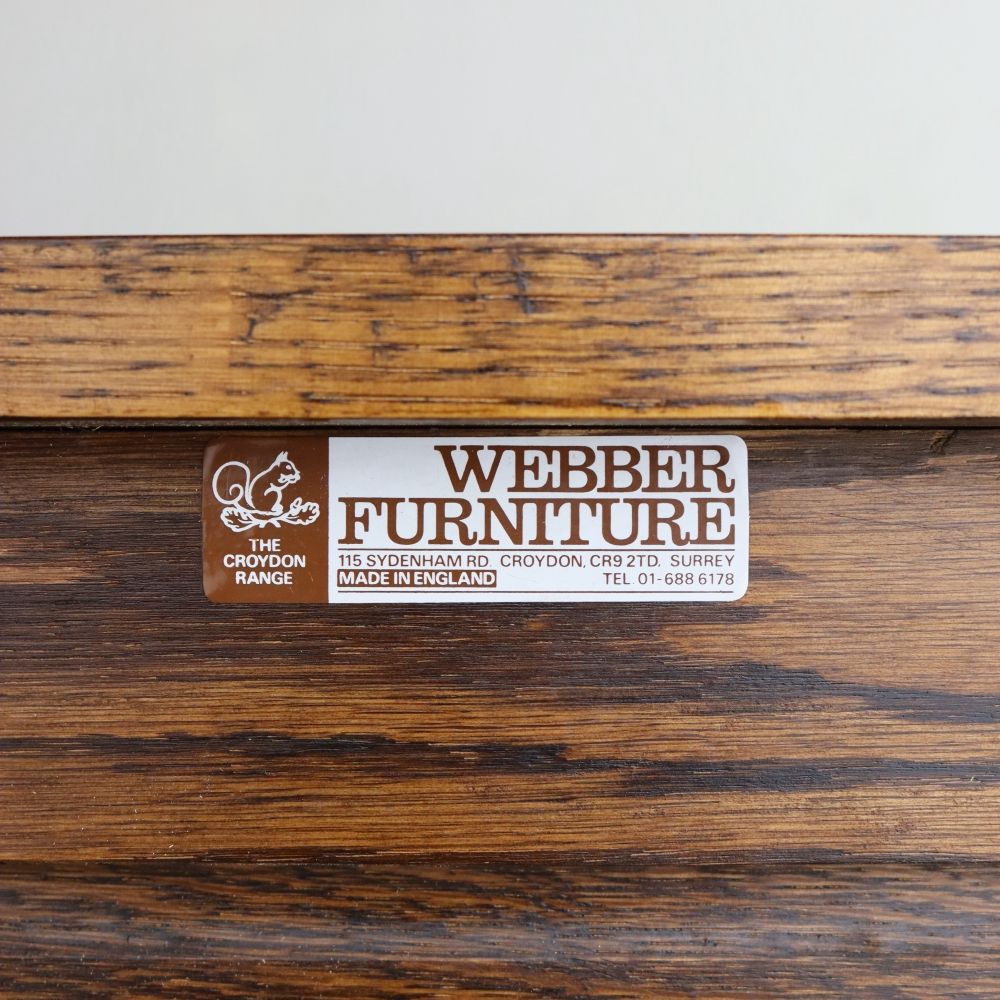 THE
CROYDON
RANGE
WEBBER
FURNITURE
115 SYDENHAM RD. CROYDON, CR9 2TD. SURREY
MADE IN ENGLAND TEL. 01-688 6178